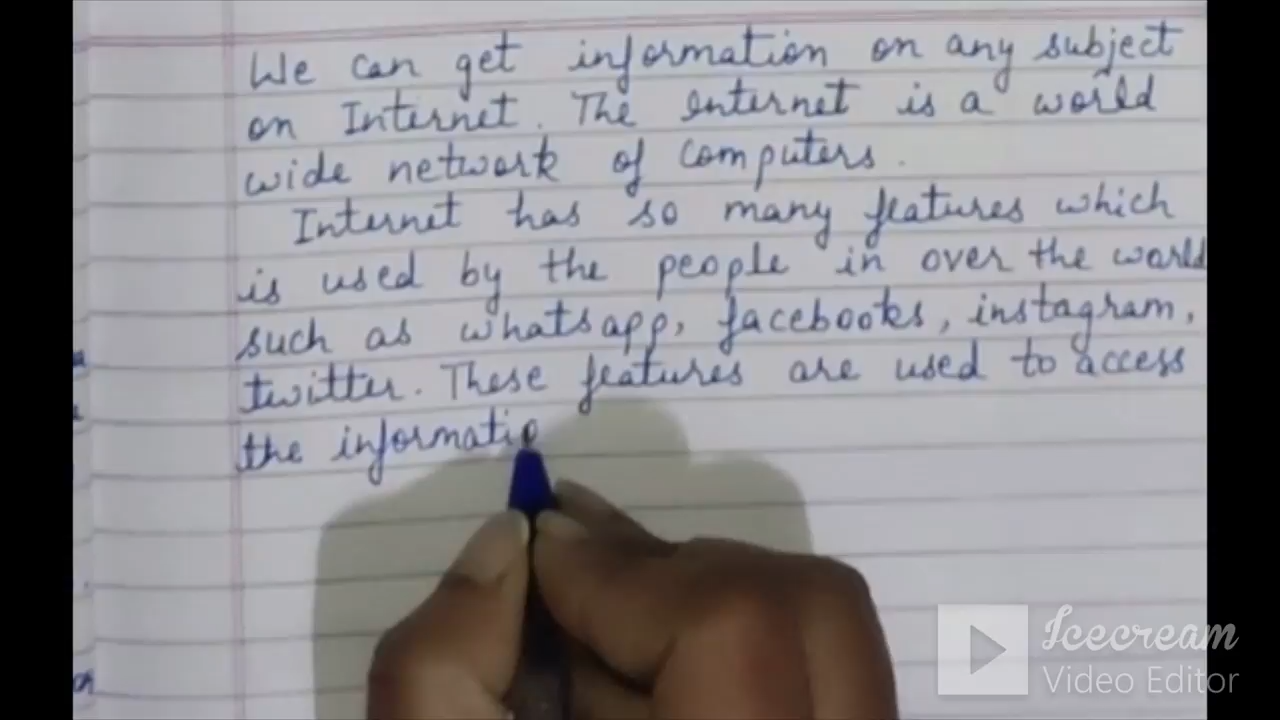 We can get information on any subject
on Internet. The Internet is a world
wide network of computers.
Internet has so many features which
is used by the people in over the world
such as whatsapp, facebooks, instagram,
twitter. These features are used to access
the informatio
Icecream
Video Editor